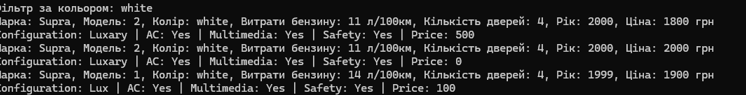 Фільтр за кольором: white
Марка: Supra, Модель: 2, Колір: white, Витрати бензину: 11 л/100км, Кількість дверей: 4, Рік: 2000, Ціна: 1800 грн
Configuration: Luxary | AC: Yes | Multimedia: Yes | Safety: Yes | Price: 500
Марка: Supra, Модель: 2, Колір: white, Витрати бензину: 11 л/100км, Кількість дверей: 4, Рік: 2000, Ціна: 2000 грн
Configuration: Luxary | AC: Yes | Multimedia: Yes | Safety: Yes | Price: 0
Марка: Supra, Модель: 1, Колір: white, Витрати бензину: 14 л/100км, Кількість дверей: 4, Рік: 1999, Ціна: 1900 грн
Configuration: Lux | AC: Yes | Multimedia: Yes | Safety: Yes | Price: 100